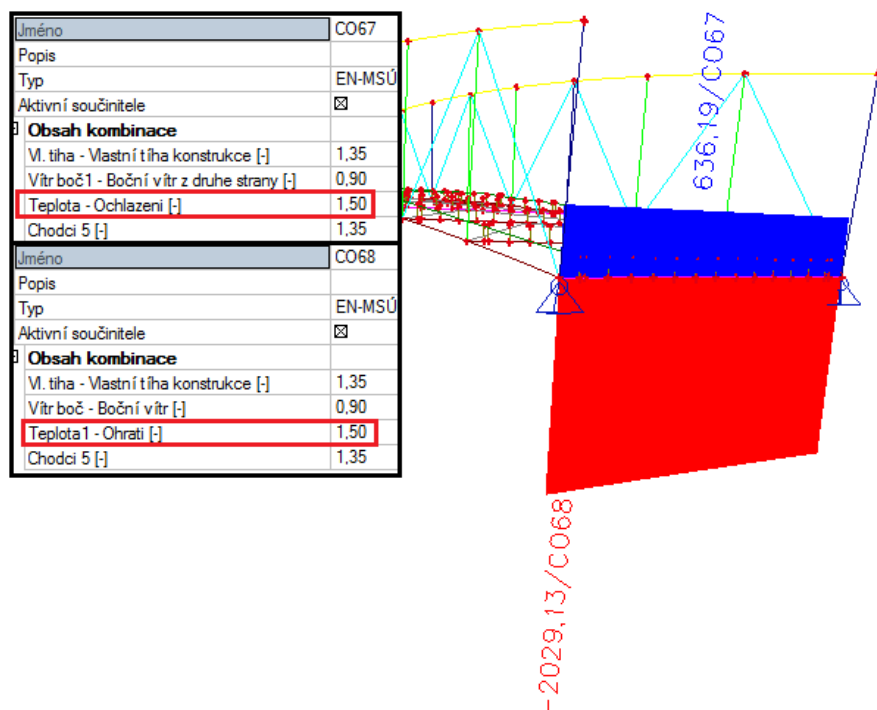 Jméno CO67
Popis
Typ EN-MSÚ
Aktivní součinitele
Obsah kombinace
Vl. tiha - Vlastní tíha konstrukce [-] 1,35
Vítr boč1 - Boční vítr z druhe strany [-] 0,90
Teplota - Ochlazeni [-] 1,50
Chodci 5 [-] 1,35
Jméno CO68
Popis
Typ EN-MSÚ
Aktivní součinitele
Obsah kombinace
Vl. tiha - Vlastní tíha konstrukce [-] 1,35
Vítr boč - Boční vítr [-] 0,90
Teplota1 - Ohrati [-] 1,50
Chodci 5 [-] 1,35
636,19/CO67
-2029,13/CO68